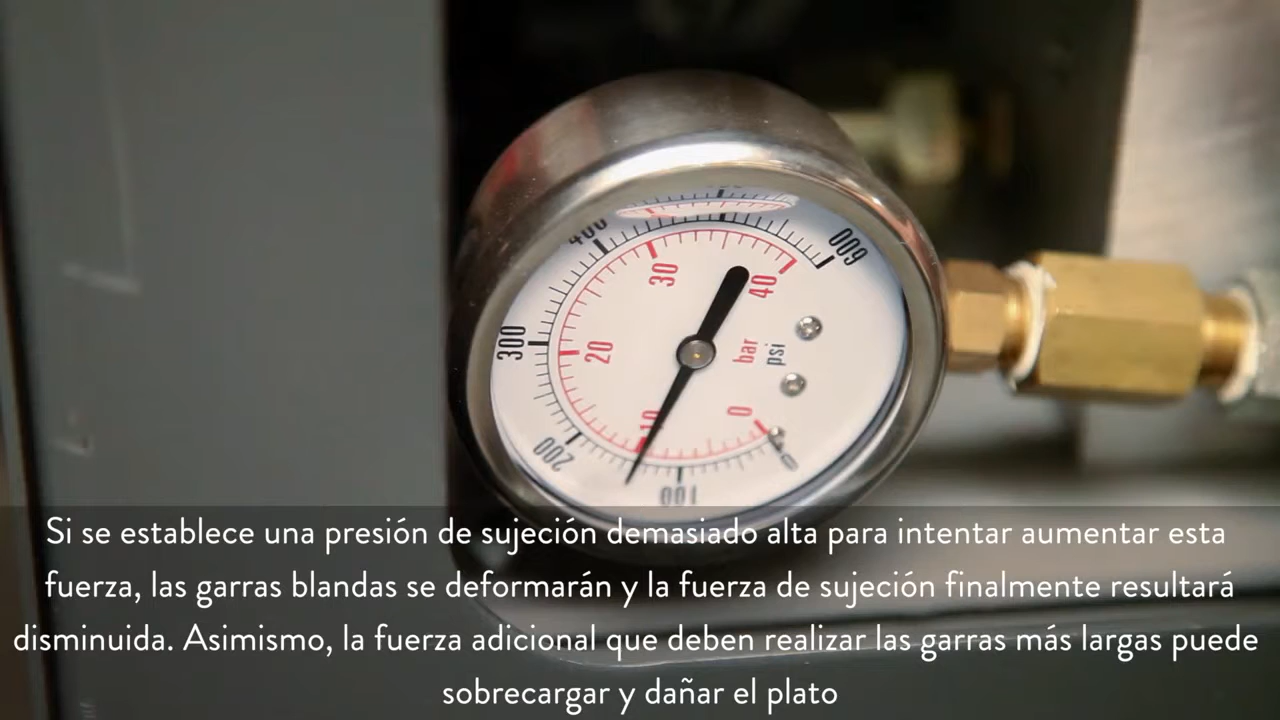 600
400
40
30
300
20
bar
psi
10
0
200
0
100
Si se establece una presión de sujeción demasiado alta para intentar aumentar esta
fuerza, las garras blandas se deformarán y la fuerza de sujeción finalmente resultará
disminuida. Asimismo, la fuerza adicional que deben realizar las garras más largas puede
sobrecargar y dañar el plato